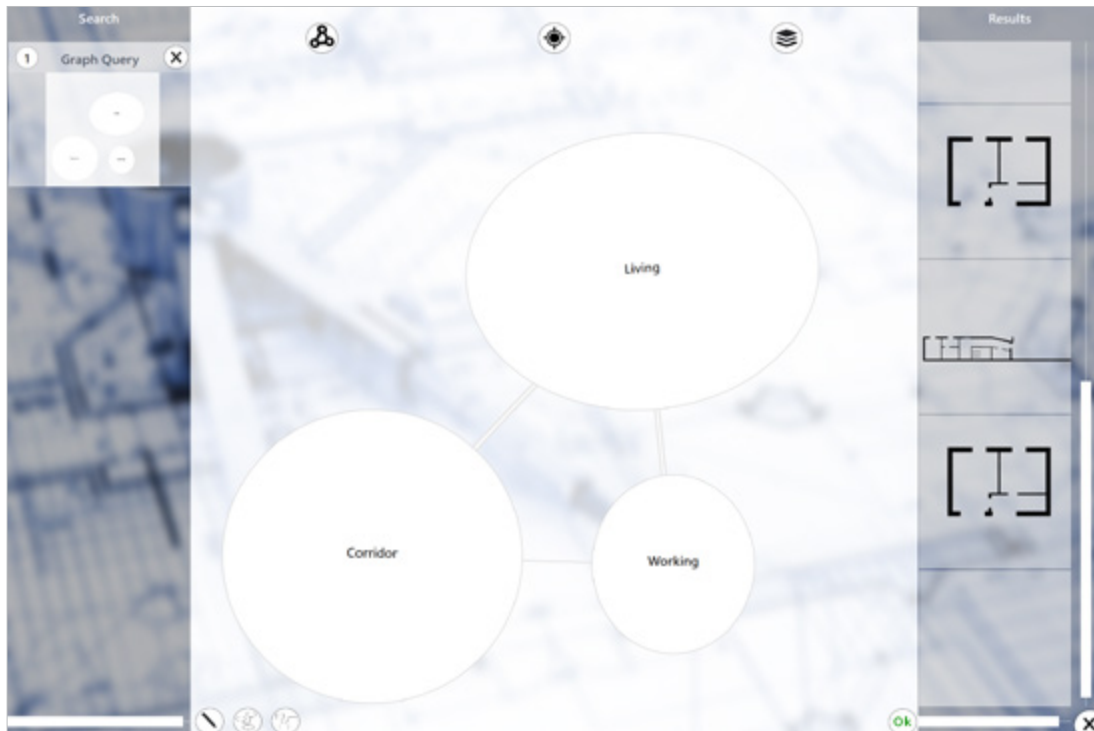 Search
Results
1
Graph Query
X
Living
Corridor
Working
Ok
X